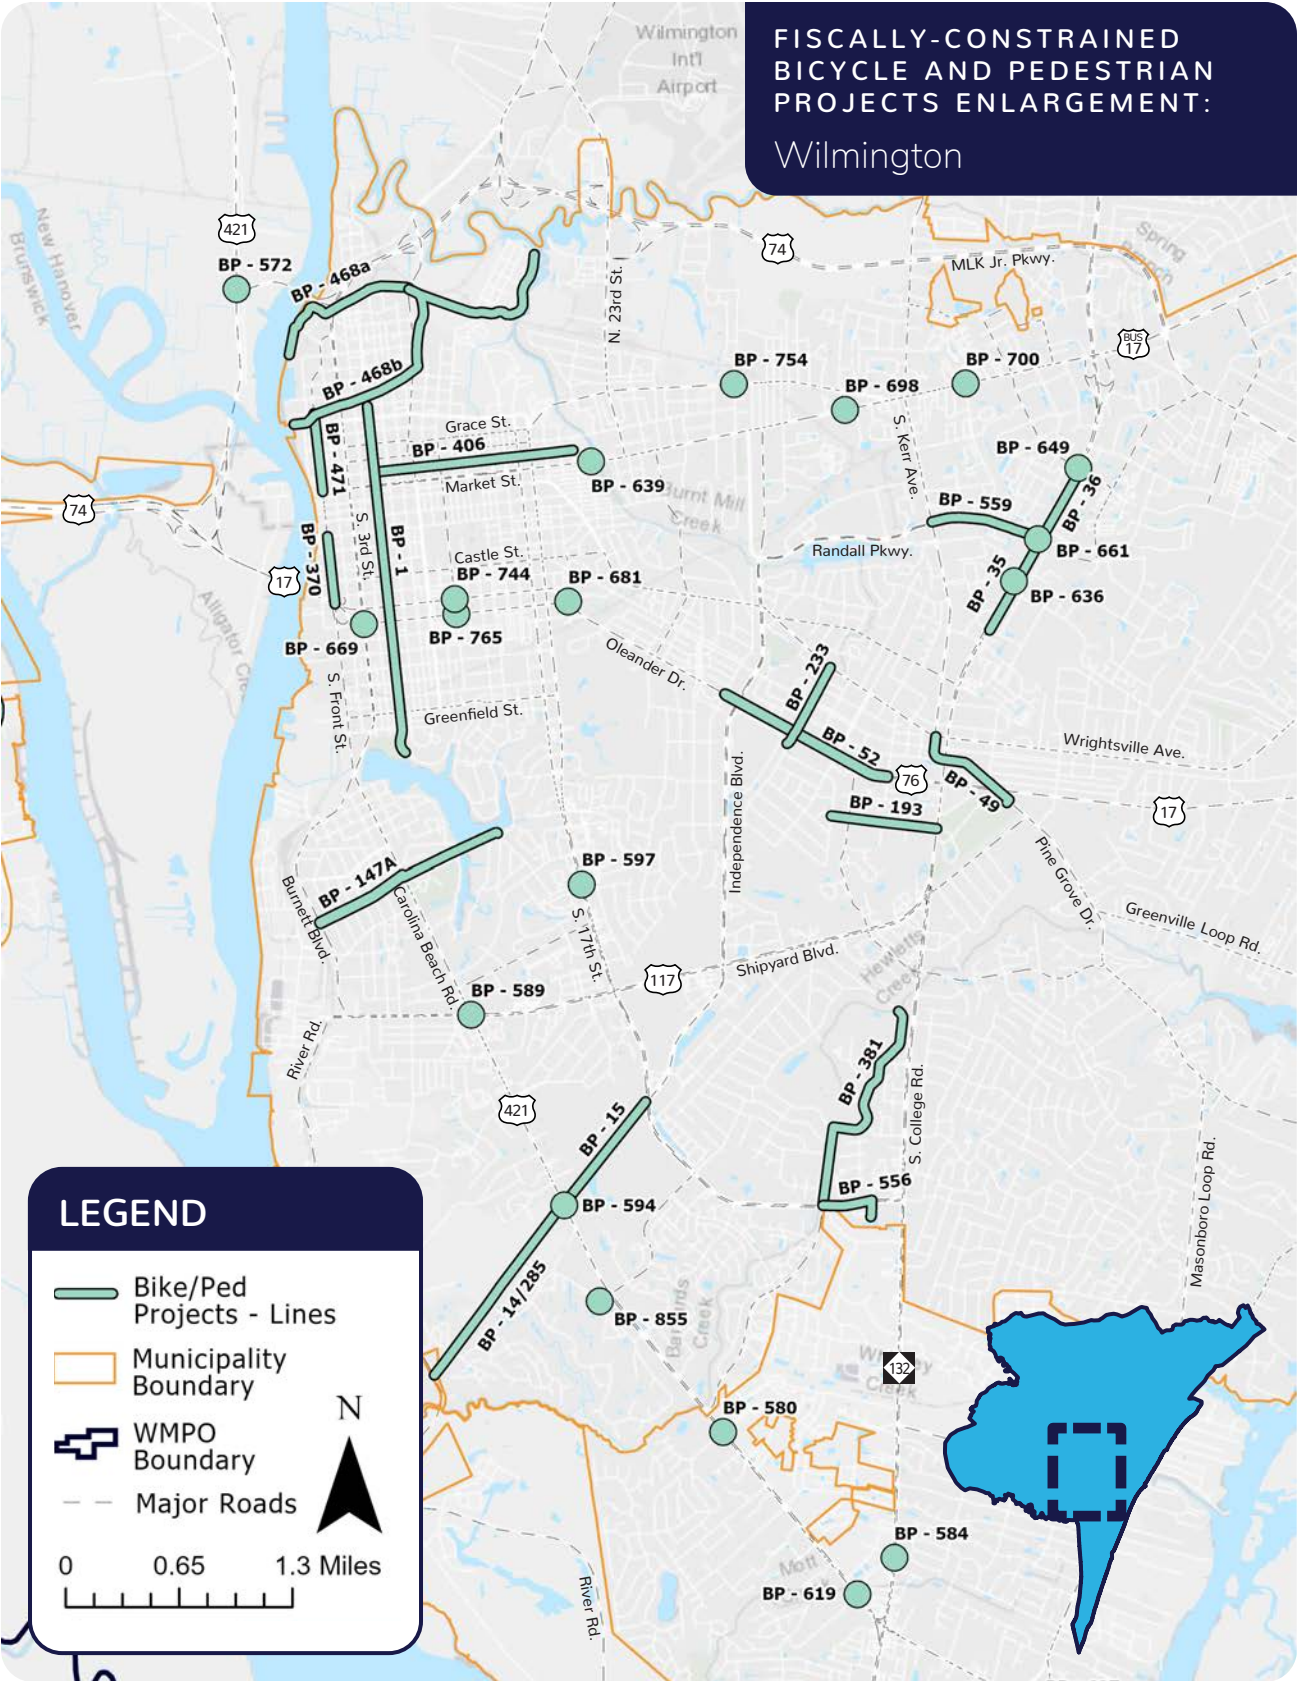 FISCALLY-CONSTRAINED
BICYCLE AND PEDESTRIAN
PROJECTS ENLARGEMENT:
Wilmington
Wilmington
Int'l
Airport
421
BP - 572
BP - 468a
New Hanover
Brunswick
N. 23rd St.
74
MLK Jr. Pkwy.
Spring
BUS
17
BP - 754
BP - 698
BP - 700
BP - 468b
Grace St.
BP - 406
Market St.
BP - 471
BP - 639
Burnt Mill
Creek
S. Kerr Ave.
BP - 649
BP - 36
BP - 559
BP - 661
BP - 35
BP - 636
Randall Pkwy.
74
17
BP - 370
S. 3rd St.
BP - 1
Castle St.
BP - 744
BP - 765
BP - 681
BP - 669
Alligator
Oleander Dr.
S. Front St.
Greenfield St.
BP - 233
BP - 52
76
BP - 49
Wrightsville Ave.
17
BP - 193
Independence Blvd.
BP - 147A
BP - 597
Burnett Blvd.
Carolina Beach Rd.
S. 17th St.
Pine Grove Dr.
Greenville Loop Rd.
Shipyard Blvd.
Hewletts
Creek
117
BP - 589
River Rd.
421
BP - 381
S. College Rd.
BP - 15
BP - 594
BP - 556
Masonboro Loop Rd.
BP - 14/285
BP - 855
Creek
132
Creek
BP - 580
BP - 584
Mott
BP - 619
River Rd.
LEGEND
Bike/Ped
Projects - Lines
Municipality
Boundary
WMPO
Boundary
Major Roads
N
0 0.65 1.3 Miles